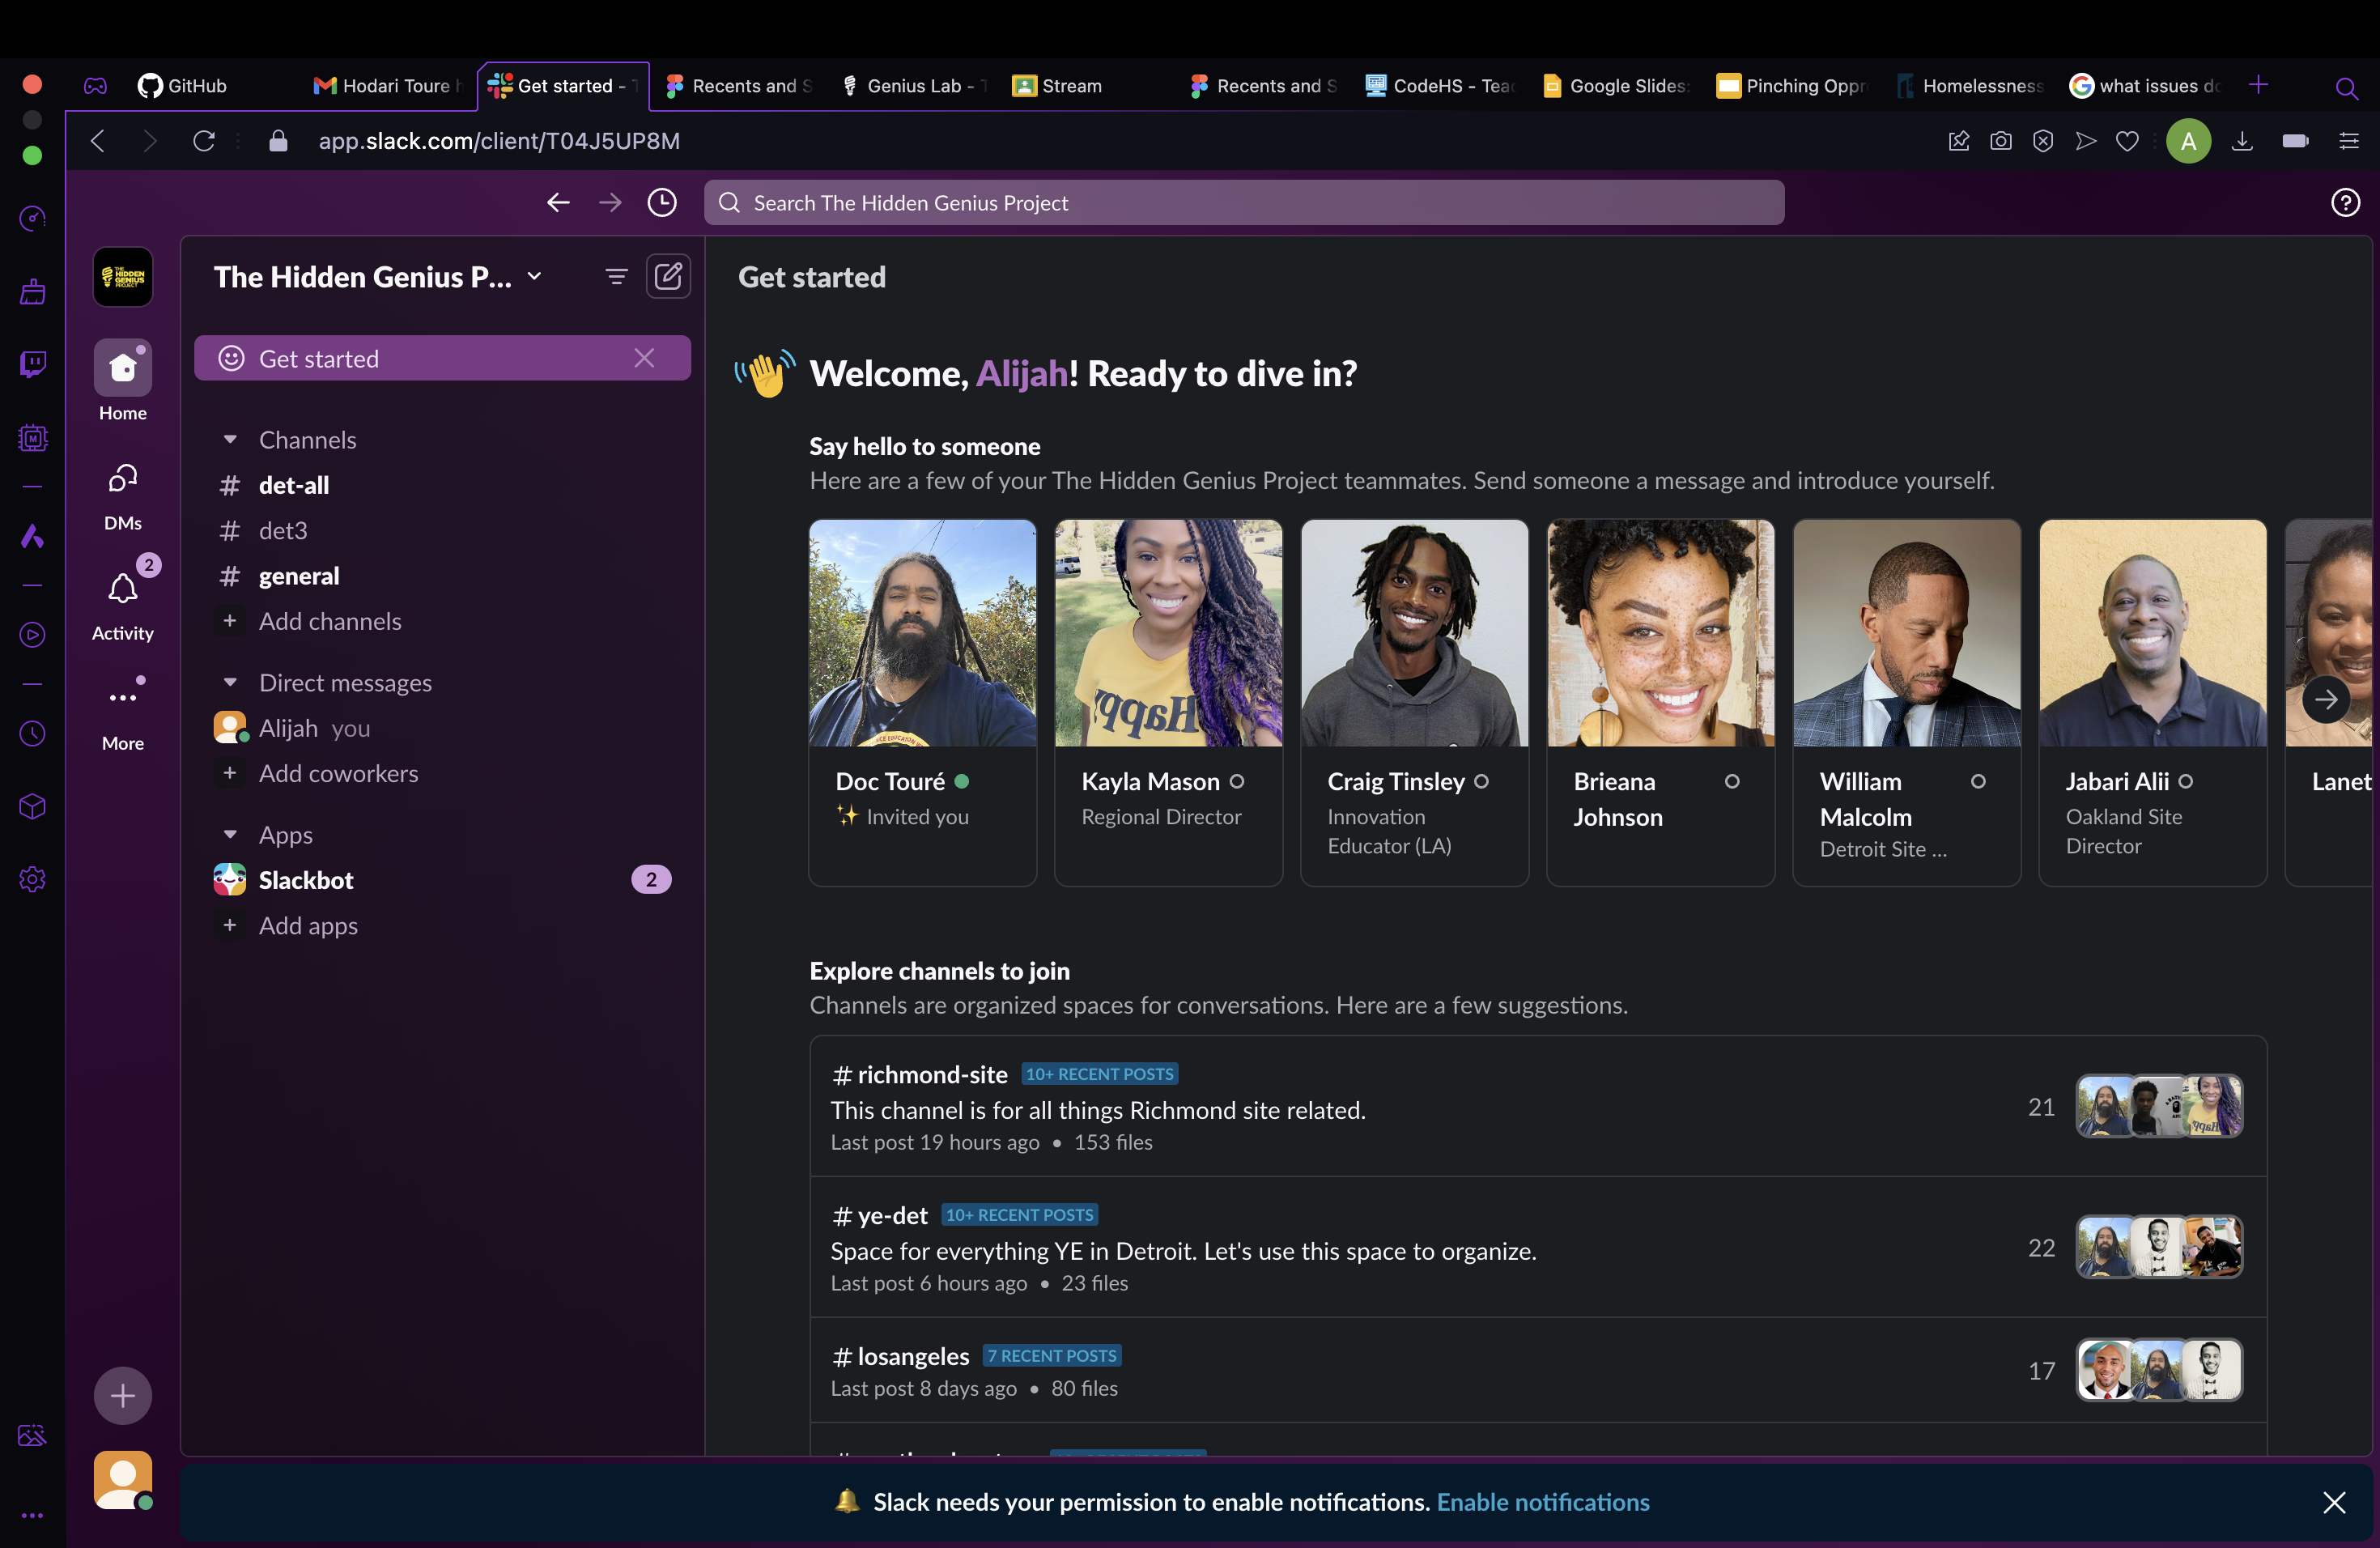 GitHub
Hodari Toure h
Get started - T
Recents and S
Genius Lab - T
Stream
Recents and S
CodeHS - Teac
Google Slides:
Pinching Oppr
Homelessness
what issues do
app.slack.com/client/T04J5UP8M
A
Search The Hidden Genius Project
THE HIDDEN GENIUS PROJECT
Home
DMs
2
Activity
More
The Hidden Genius P...
Get started
Channels
# det-all
# det3
# general
+ Add channels
Direct messages
Alijah you
+ Add coworkers
Apps
Slackbot 2
+ Add apps
Get started
Welcome, Alijah! Ready to dive in?
Say hello to someone
Here are a few of your The Hidden Genius Project teammates. Send someone a message and introduce yourself.
Happy
Doc Touré
Invited you
Kayla Mason
Regional Director
Craig Tinsley
Innovation
Educator (LA)
Brieana
Johnson
William
Malcolm
Detroit Site ...
Jabari Alii
Oakland Site
Director
Lanet
Explore channels to join
Channels are organized spaces for conversations. Here are a few suggestions.
# richmond-site 10+ RECENT POSTS
This channel is for all things Richmond site related.
Last post 19 hours ago • 153 files
21
# ye-det 10+ RECENT POSTS
Space for everything YE in Detroit. Let's use this space to organize.
Last post 6 hours ago • 23 files
22
# losangeles 7 RECENT POSTS
Last post 8 days ago • 80 files
17
Slack needs your permission to enable notifications. Enable notifications